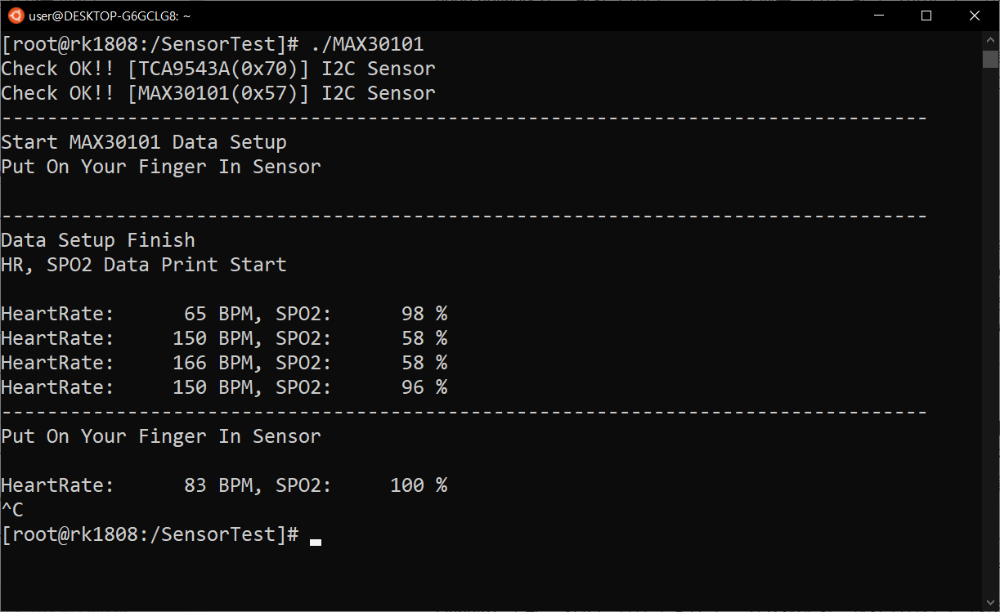 user@DESKTOP-G6GCLG8: ~
[root@rk1808:/SensorTest]# ./MAX30101
Check OK!! [TCA9543A(0x70)] I2C Sensor
Check OK!! [MAX30101(0x57)] I2C Sensor
---------------------------------------------------------------------------------
Start MAX30101 Data Setup
Put On Your Finger In Sensor
---------------------------------------------------------------------------------
Data Setup Finish
HR, SPO2 Data Print Start
HeartRate:      65 BPM, SPO2:      98 %
HeartRate:     150 BPM, SPO2:      58 %
HeartRate:     166 BPM, SPO2:      58 %
HeartRate:     150 BPM, SPO2:      96 %
---------------------------------------------------------------------------------
Put On Your Finger In Sensor
HeartRate:      83 BPM, SPO2:     100 %
^C
[root@rk1808:/SensorTest]#